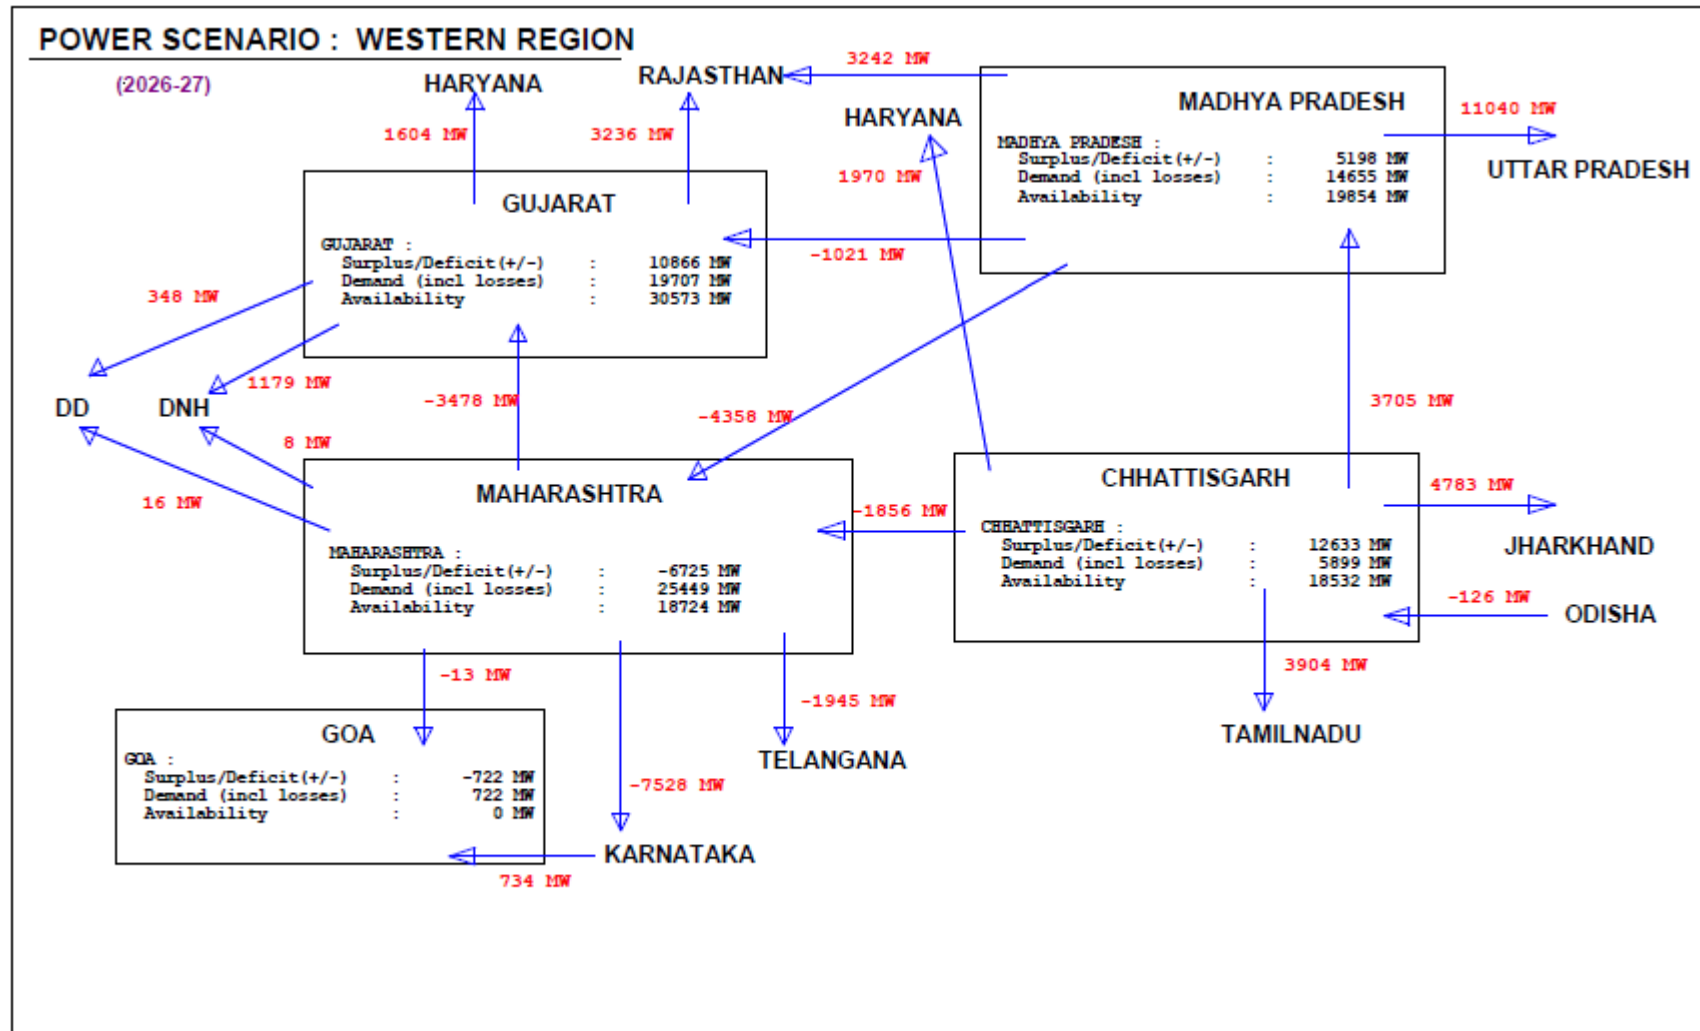 POWER SCENARIO : WESTERN REGION
(2026-27)
HARYANA
RAJASTHAN
3242 MW
1604 MW
3236 MW
HARYANA
1970 MW
MADHYA PRADESH
MADHYA PRADESH :
Surplus/Deficit(+/-) : 5198 MW
Demand (incl losses) : 14655 MW
Availability : 19854 MW
11040 MW
UTTAR PRADESH
GUJARAT
GUJARAT :
Surplus/Deficit(+/-) : 10866 MW
Demand (incl losses) : 19707 MW
Availability : 30573 MW
-1021 MW
348 MW
1179 MW
DD
DNH
-3478 MW
-4358 MW
3705 MW
8 MW
16 MW
MAHARASHTRA
MAHARASHTRA :
Surplus/Deficit(+/-) : -6725 MW
Demand (incl losses) : 25449 MW
Availability : 18724 MW
-1856 MW
CHHATTISGARH
CHHATTISGARH :
Surplus/Deficit(+/-) : 12633 MW
Demand (incl losses) : 5899 MW
Availability : 18532 MW
4783 MW
JHARKHAND
-126 MW
ODISHA
3904 MW
TAMILNADU
-13 MW
-1945 MW
TELANGANA
-7528 MW
KARNATAKA
GOA
GOA :
Surplus/Deficit(+/-) : -722 MW
Demand (incl losses) : 722 MW
Availability : 0 MW
734 MW